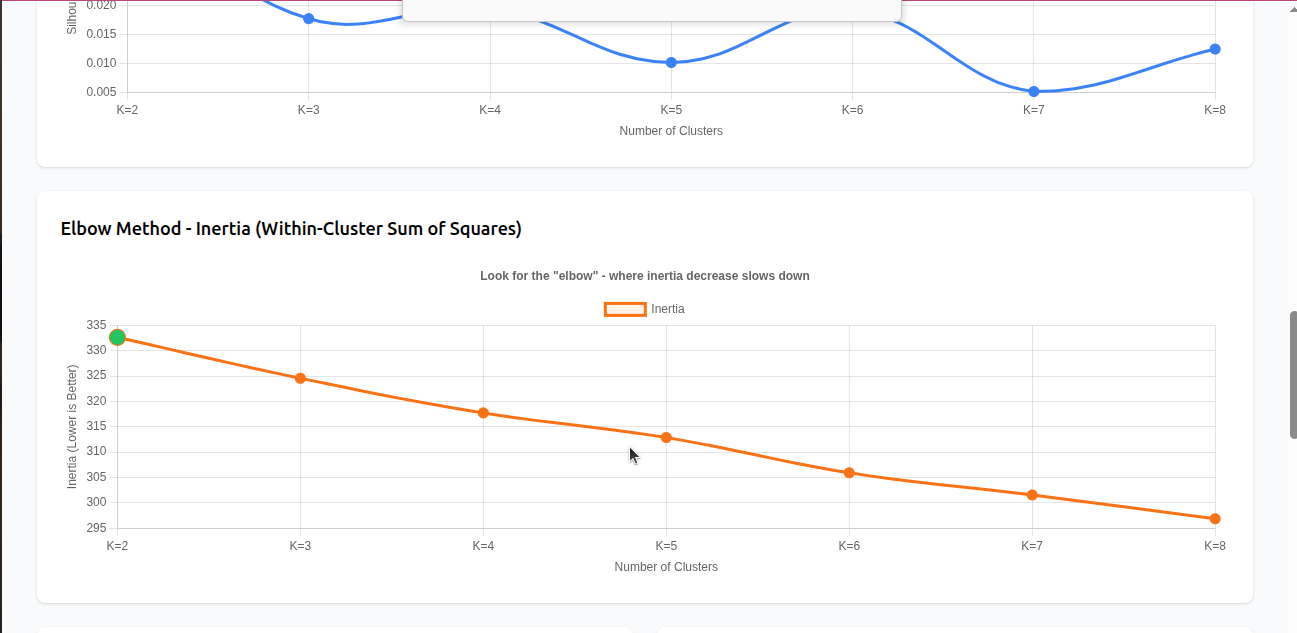 0.020
Silhou
0.015
0.010
0.005
K=2 K=3 K=4 K=5 K=6 K=7 K=8
Number of Clusters
Elbow Method - Inertia (Within-Cluster Sum of Squares)
Look for the "elbow" - where inertia decrease slows down
Inertia
335
330
325
320
315
310
305
300
295
Inertia (Lower is Better)
K=2 K=3 K=4 K=5 K=6 K=7 K=8
Number of Clusters